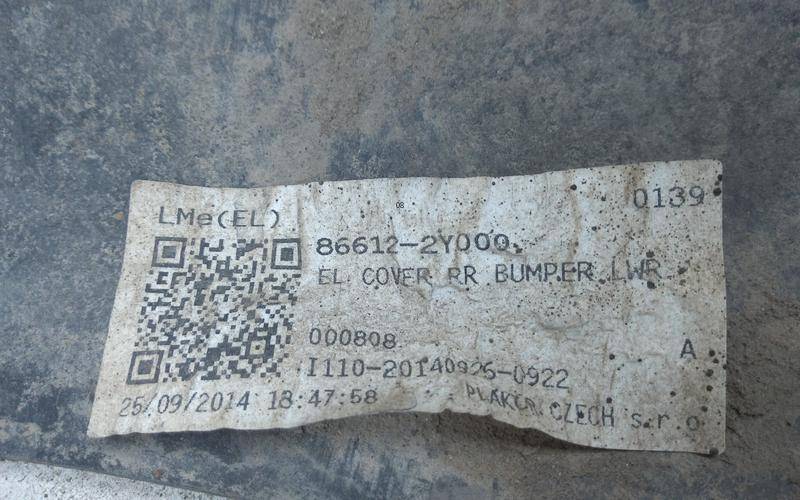 LMe(EL)
0139
08
86612-2Y000
EL COVER RR BUMPER LWR
000808
A
I110-20140926-0922
25/09/2014 18:47:58
CZECH s.r.o